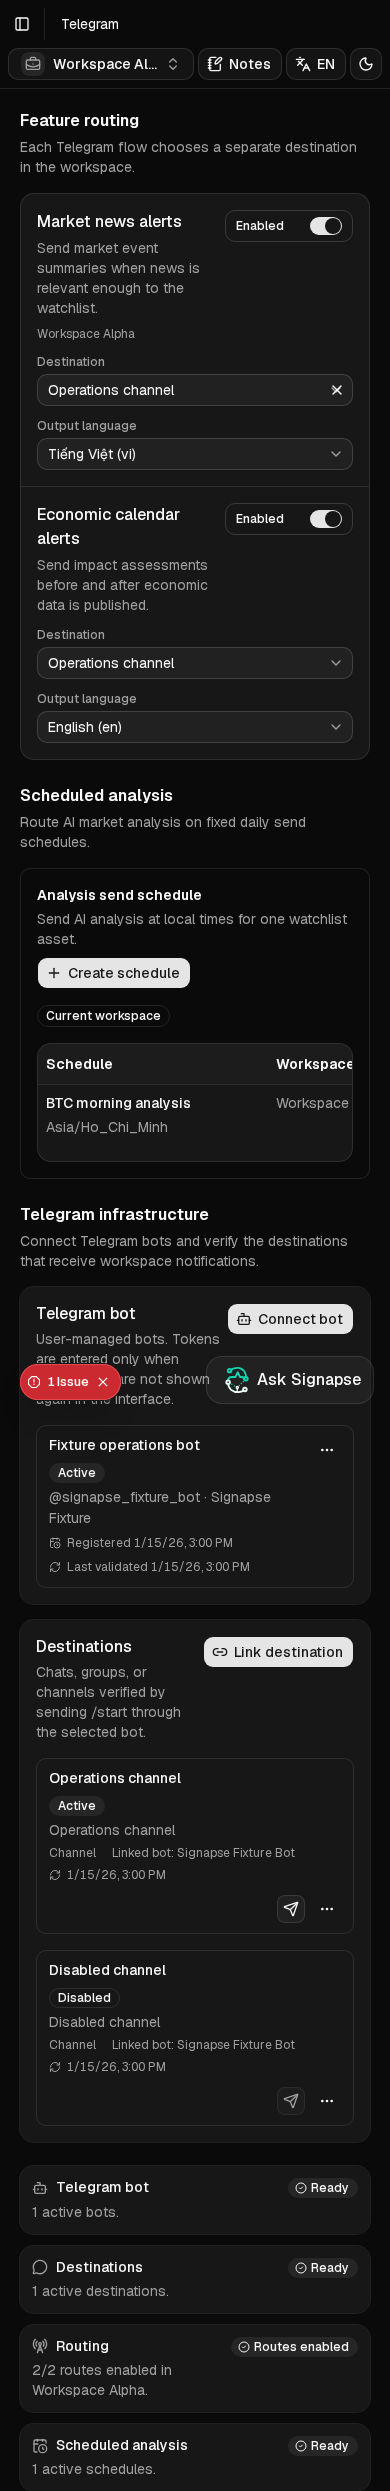 Telegram
Workspace Al...
Notes
EN
Feature routing
Each Telegram flow chooses a separate destination
in the workspace.
Market news alerts
Enabled
Send market event
summaries when news is
relevant enough to the
watchlist.
Workspace Alpha
Destination
Operations channel
Output language
Tiếng Việt (vi)
Economic calendar
alerts
Enabled
Send impact assessments
before and after economic
data is published.
Destination
Operations channel
Output language
English (en)
Scheduled analysis
Route AI market analysis on fixed daily send
schedules.
Analysis send schedule
Send AI analysis at local times for one watchlist
asset.
Create schedule
Current workspace
Schedule
Workspace
BTC morning analysis
Workspace
Asia/Ho_Chi_Minh
Telegram infrastructure
Connect Telegram bots and verify the destinations
that receive workspace notifications.
Telegram bot
Connect bot
User-managed bots. Tokens
are entered only when
are not shown
again in the interface.
1 Issue
Ask Signapse
Fixture operations bot
Active
@signapse_fixture_bot · Signapse
Fixture
Registered 1/15/26, 3:00 PM
Last validated 1/15/26, 3:00 PM
Destinations
Link destination
Chats, groups, or
channels verified by
sending /start through
the selected bot.
Operations channel
Active
Operations channel
Channel Linked bot: Signapse Fixture Bot
1/15/26, 3:00 PM
Disabled channel
Disabled
Disabled channel
Channel Linked bot: Signapse Fixture Bot
1/15/26, 3:00 PM
Telegram bot
Ready
1 active bots.
Destinations
Ready
1 active destinations.
Routing
Routes enabled
2/2 routes enabled in
Workspace Alpha.
Scheduled analysis
Ready
1 active schedules.